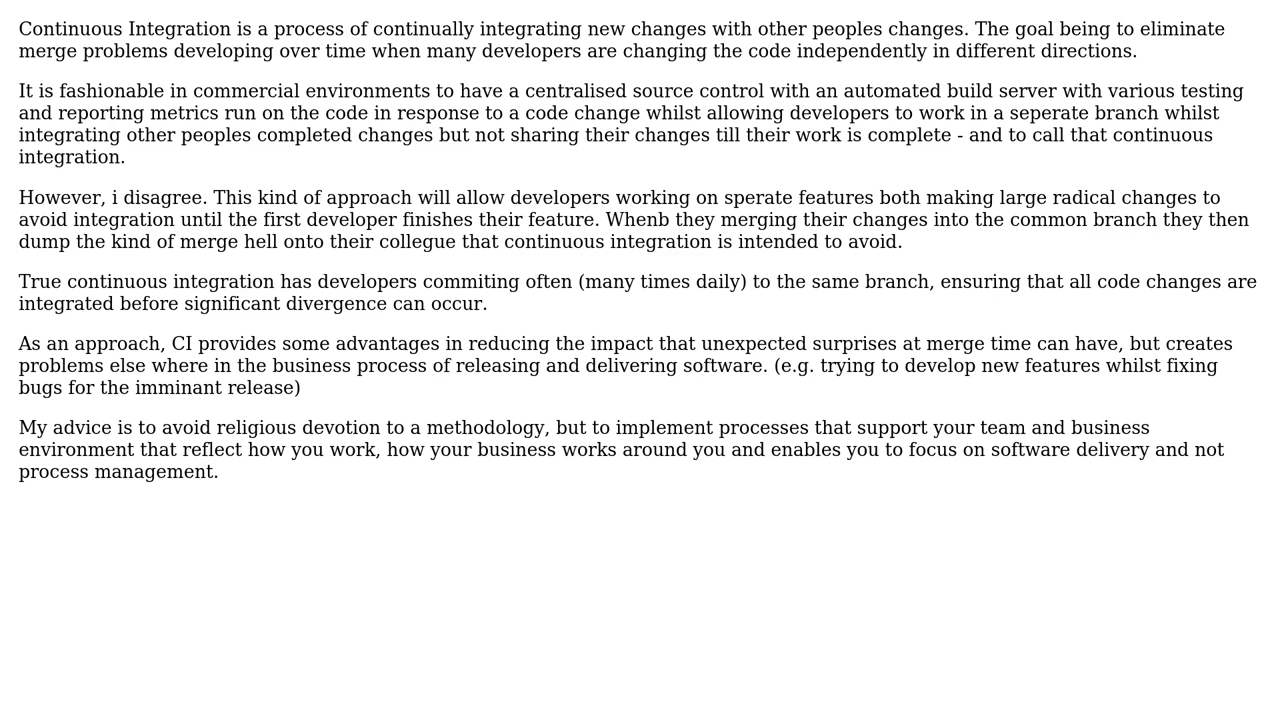 Continuous Integration is a process of continually integrating new changes with other peoples changes. The goal being to eliminate
merge problems developing over time when many developers are changing the code independently in different directions.
It is fashionable in commercial environments to have a centralised source control with an automated build server with various testing
and reporting metrics run on the code in response to a code change whilst allowing developers to work in a seperate branch whilst
integrating other peoples completed changes but not sharing their changes till their work is complete - and to call that continuous
integration.
However, i disagree. This kind of approach will allow developers working on sperate features both making large radical changes to
avoid integration until the first developer finishes their feature. Whenb they merging their changes into the common branch they then
dump the kind of merge hell onto their collegue that continuous integration is intended to avoid.
True continuous integration has developers commiting often (many times daily) to the same branch, ensuring that all code changes are
integrated before significant divergence can occur.
As an approach, CI provides some advantages in reducing the impact that unexpected surprises at merge time can have, but creates
problems else where in the business process of releasing and delivering software. (e.g. trying to develop new features whilst fixing
bugs for the imminant release)
My advice is to avoid religious devotion to a methodology, but to implement processes that support your team and business
environment that reflect how you work, how your business works around you and enables you to focus on software delivery and not
process management.